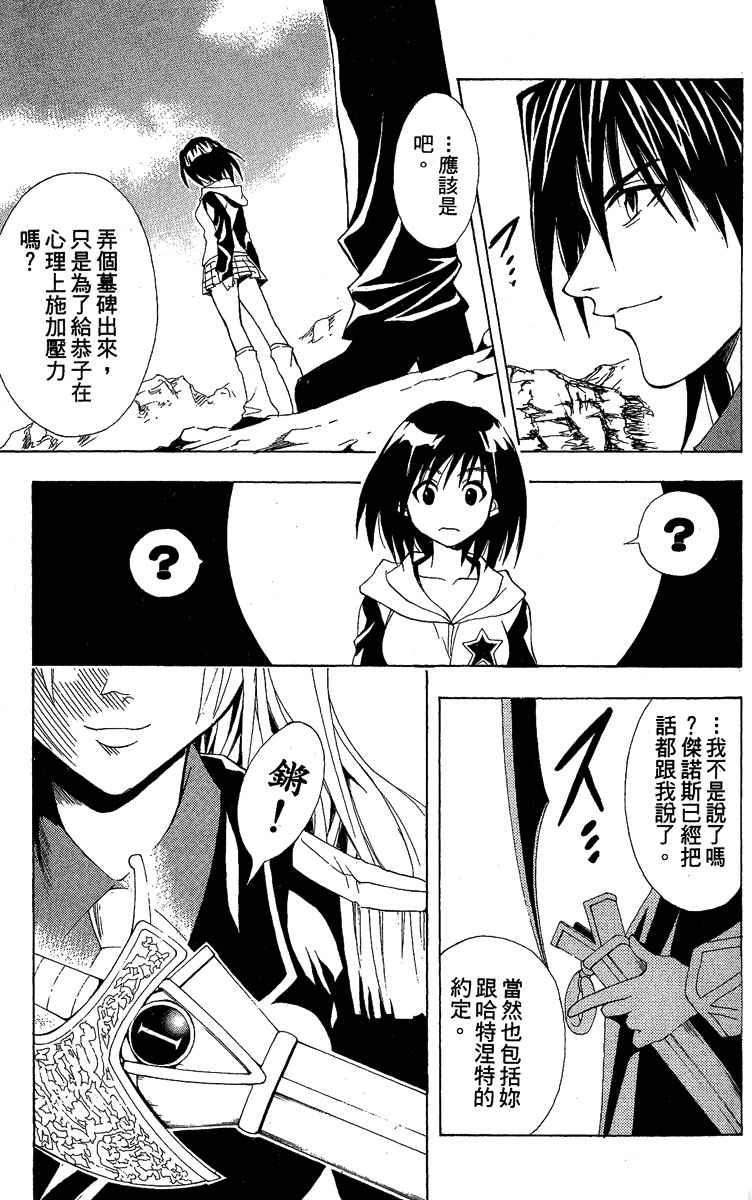 …應該是
吧。
弄個墓碑出來，
只是為了給恭子在
心理上施加壓力
嗎？
？
？
…我不是說了嗎
？傑諾斯已經把
話都跟我說了。
當然也包括妳
跟哈特涅特的
約定。
鏘！
I